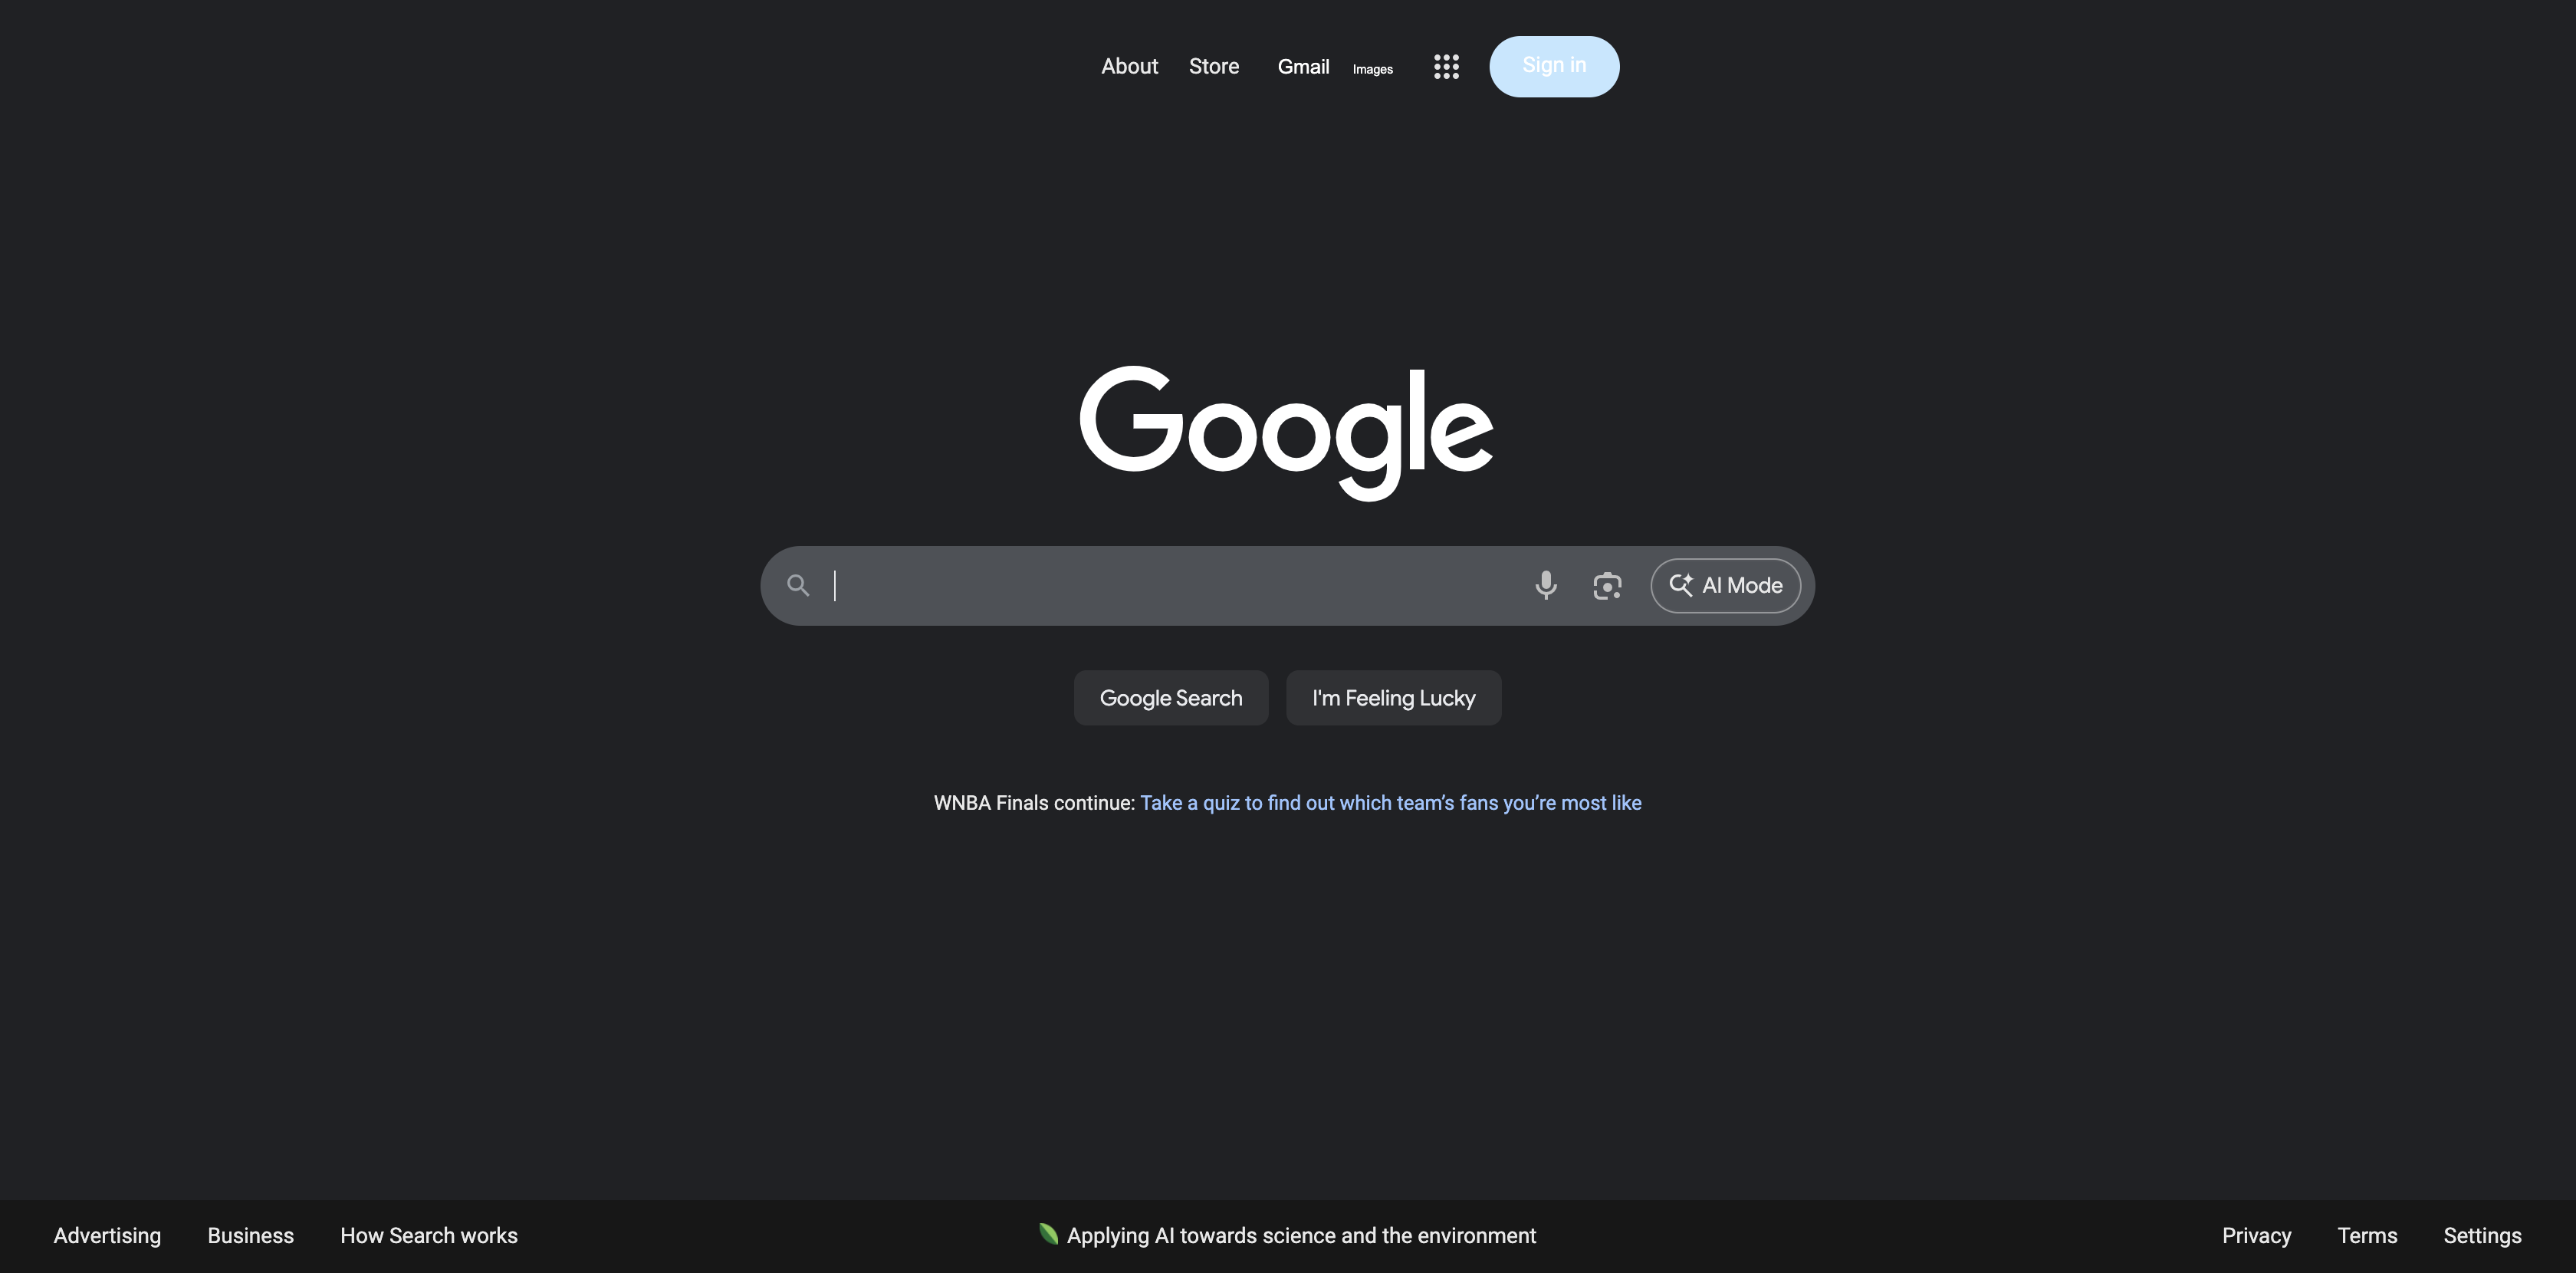 About Store Gmail Images Sign in
Google
AI Mode
Google Search I'm Feeling Lucky
WNBA Finals continue: Take a quiz to find out which team’s fans you’re most like
Advertising Business How Search works Applying AI towards science and the environment Privacy Terms Settings